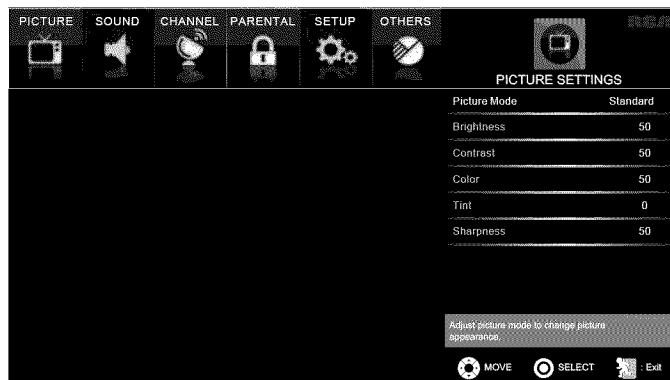 PICTURE SOUND CHANNEL PARENTAL SETUP OTHERS
RCA
PICTURE SETTINGS
Picture Mode Standard
Brightness 50
Contrast 50
Color 50
Tint 0
Sharpness 50
Adjust picture mode to change picture
appearance.
MOVE SELECT : Exit